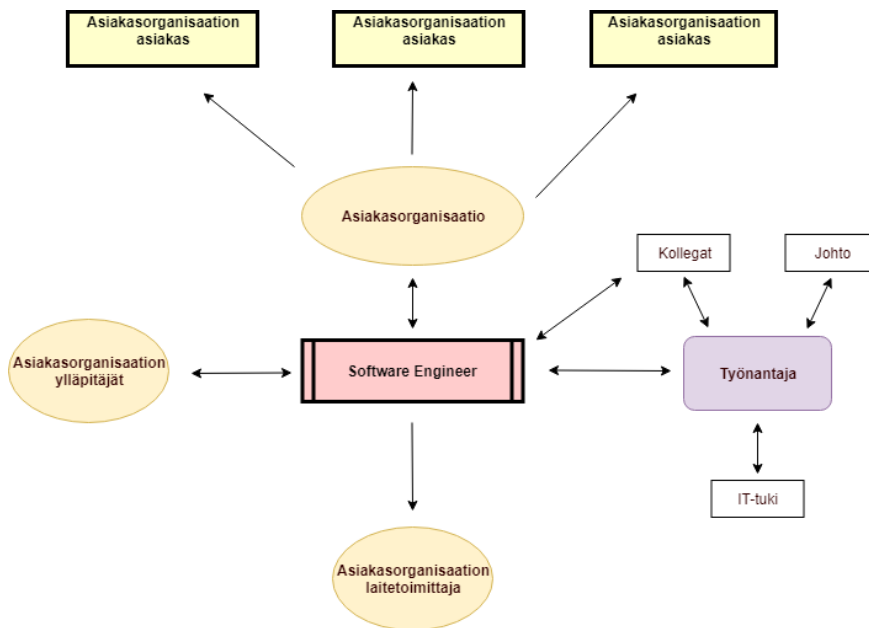 Asiakasorganisaation
asiakas
Asiakasorganisaation
asiakas
Asiakasorganisaation
asiakas
Asiakasorganisaatio
Kollegat
Johto
Asiakasorganisaation
ylläpitäjät
Software Engineer
Työnantaja
IT-tuki
Asiakasorganisaation
laitetoimittaja